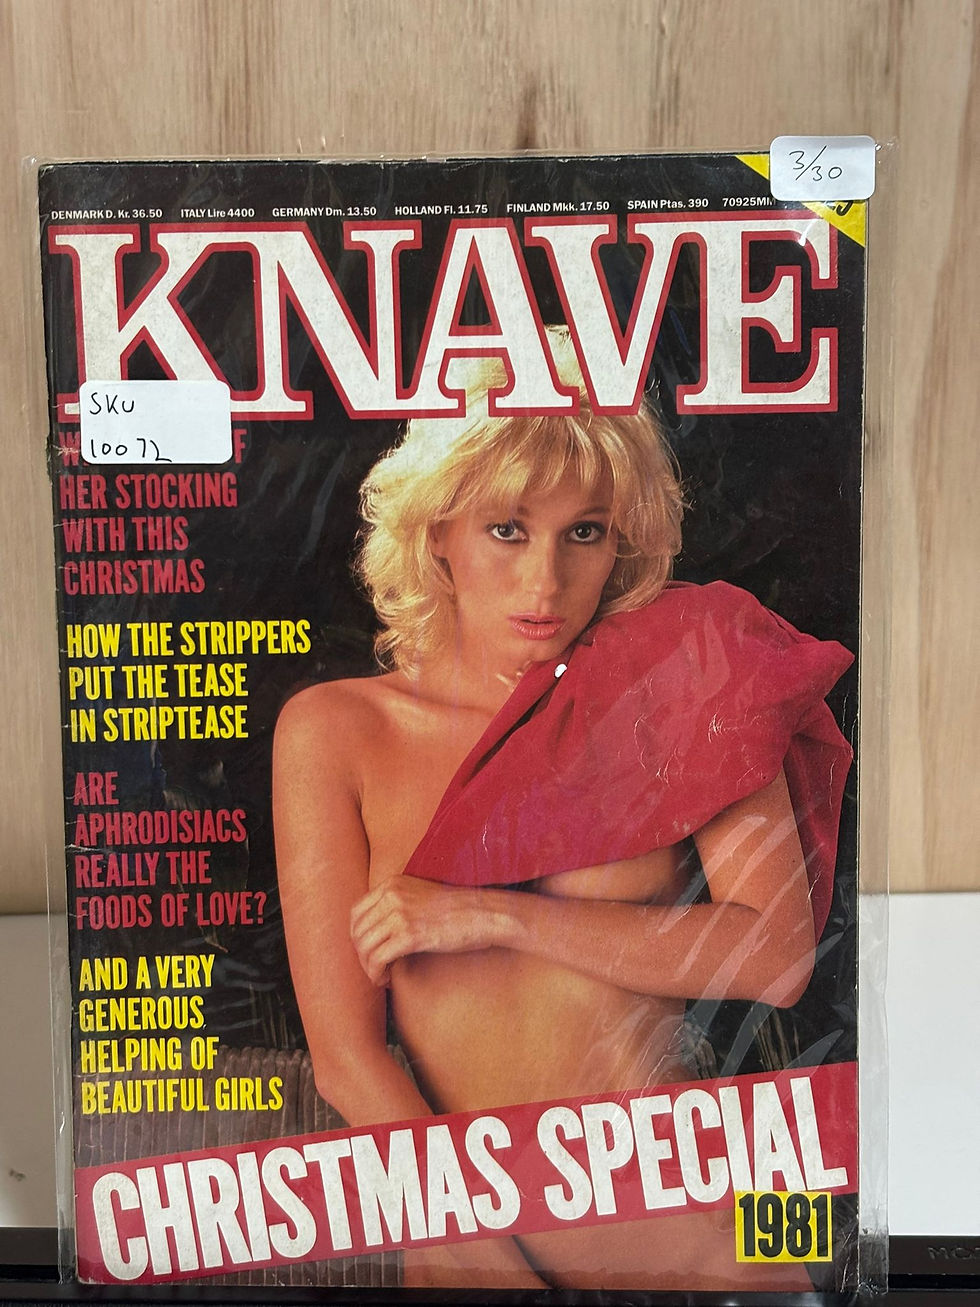 3/30
DENMARK D. Kr. 36.50 ITALY Lire 4400 GERMANY Dm. 13.50 HOLLAND Fl. 11.75 FINLAND Mkk. 17.50 SPAIN Ptas. 390
KNAVE
SKU
10072
HER STOCKING
WITH THIS
CHRISTMAS
HOW THE STRIPPERS
PUT THE TEASE
IN STRIPTEASE
ARE
APHRODISIACS
REALLY THE
FOODS OF LOVE?
AND A VERY
GENEROUS
HELPING OF
BEAUTIFUL GIRLS
CHRISTMAS SPECIAL
1981